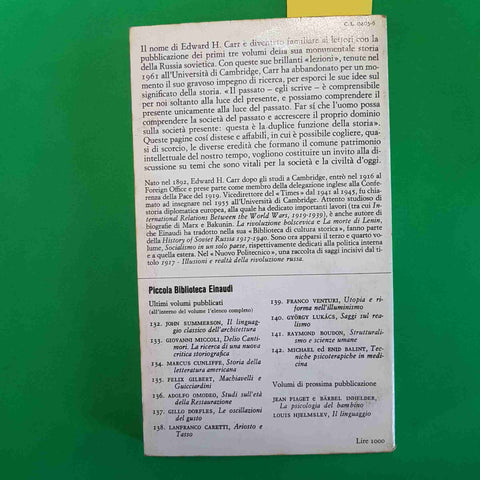 C. L. 0203-6
Il nome di Edward H. Carr è diventato familiare ai lettori con la
pubblicazione dei primi tre volumi della sua monumentale storia
della Russia sovietica. Con queste sue brillanti «lezioni», tenute nel
1961 all'Università di Cambridge, Carr ha abbandonato per un mo-
mento il suo gravoso impegno di ricerca, per esporci le sue idee sul
significato della storia. «Il passato – egli scrive – è comprensibile
per noi soltanto alla luce del presente, e possiamo comprendere il
presente unicamente alla luce del passato. Far sí che l'uomo possa
comprendere la società del passato e accrescere il proprio dominio
sulla società presente: questa è la duplice funzione della storia».
Queste pagine cosí distese e affabili, in cui è possibile cogliere, qua-
si di scorcio, le diverse eredità che formano il comune patrimonio
intellettuale del nostro tempo, vogliono costituire un invito alla di-
scussione su temi che sono vitali per la società e la civiltà d'oggi.
Nato nel 1892, Edward H. Carr dopo gli studi a Cambridge, entrò nel 1916 al
Foreign Office e prese parte come membro della delegazione inglese alla Confe-
renza della Pace del 1919. Vicedirettore del «Times» dal 1941 al 1945, fu chia-
mato ad insegnare nel 1955 all'Università di Cambridge. Attento studioso di
storia diplomatica europea, alla quale ha dedicato importanti lavori (tra cui In-
ternational Relations Between the World Wars, 1919-1939), è anche autore di
biografie di Marx e Bakunin. La rivoluzione bolscevica e La morte di Lenin,
che Einaudi ha tradotto nella sua «Biblioteca di cultura storica», fanno parte
della History of Soviet Russia 1917-1940. Sono ora apparsi il terzo e quarto vo-
lume, Socialismo in un solo paese, rispettivamente dedicati alla politica interna
e a quella estera. Nel «Nuovo Politecnico», una raccolta di saggi incisivi dal ti-
tolo 1917 - Illusioni e realtà della rivoluzione russa.
Piccola Biblioteca Einaudi
Ultimi volumi pubblicati
(all'interno del volume l'elenco completo)
132. JOHN SUMMERSON, Il linguag-
gio classico dell'architettura
133. GIOVANNI MICCOLI, Delio Canti-
mori. La ricerca di una nuova
critica storiografica
134. MARCUS CUNLIFFE, Storia della
letteratura americana
135. FELIX GILBERT, Machiavelli e
Guicciardini
136. ADOLFO OMODEO, Studi sull'età
della Restaurazione
137. GILLO DORFLES, Le oscillazioni
del gusto
138. LANFRANCO CARETTI, Ariosto e
Tasso
139. FRANCO VENTURI, Utopia e ri-
forma nell'illuminismo
140. GYÖRGY LUKÁCS, Saggi sul rea-
lismo
141. RAYMOND BOUDON, Strutturali-
smo e scienze umane
142. MICHAEL ed ENID BALINT, Tec-
niche psicoterapiche in medi-
cina
Volumi di prossima pubblicazione
JEAN PIAGET e BÄRBEL INHELDER,
La psicologia del bambino
LOUIS HJELMSLEV, Il linguaggio
Lire 1000